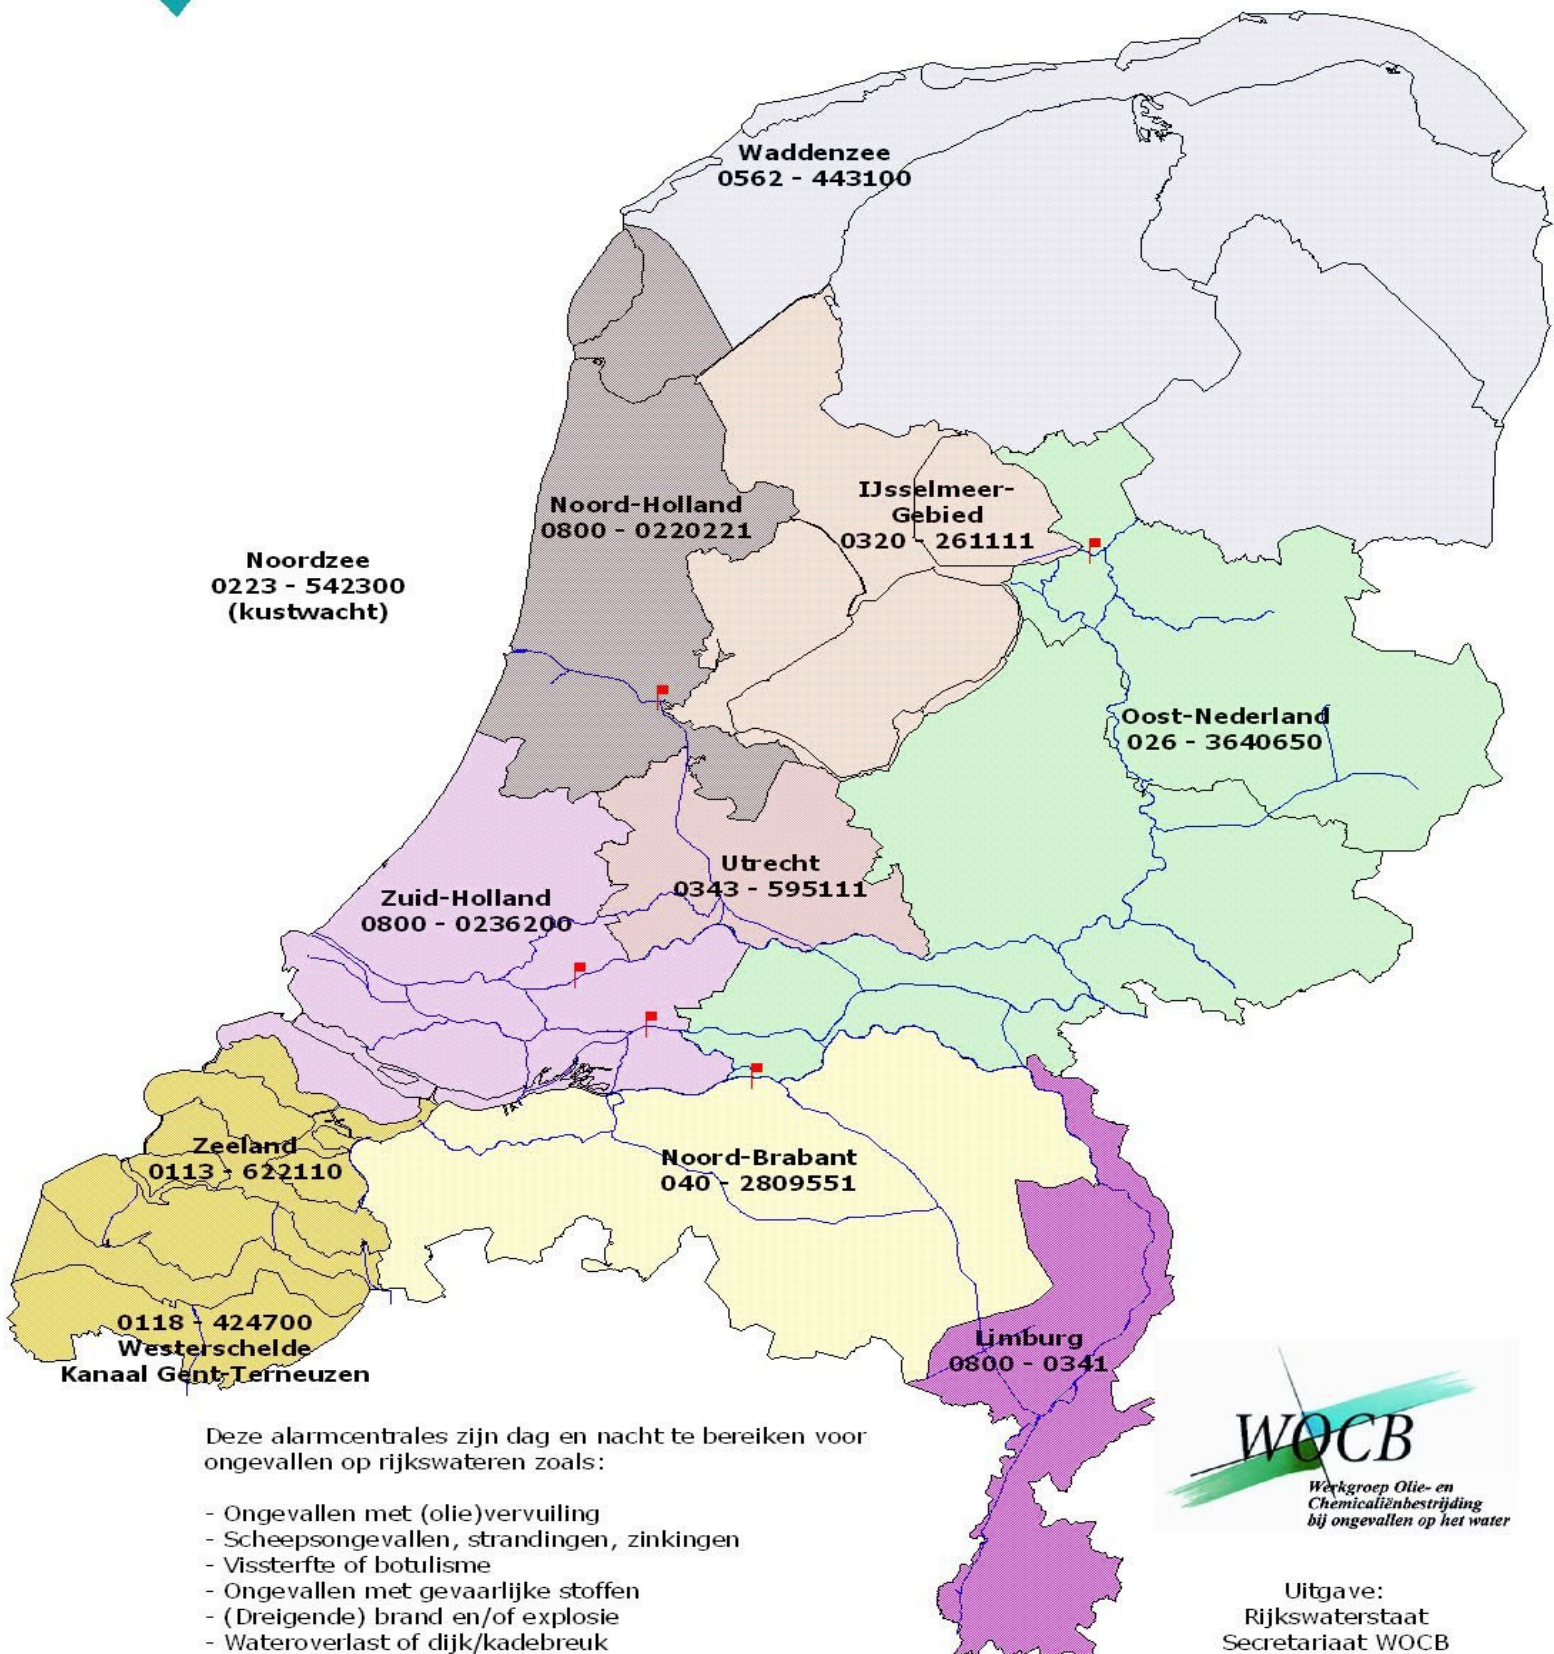 Waddenzee
0562 - 443100
Noord-Holland
0800 - 0220221
IJsselmeer-
Gebied
0320 - 261111
Noordzee
0223 - 542300
(kustwacht)
Oost-Nederland
026 - 3640650
Utrecht
0343 - 595111
Zuid-Holland
0800 - 0236200
Zeeland
0113 - 622110
Noord-Brabant
040 - 2809551
0118 - 424700
Westerschelde
Kanaal Gent-Terneuzen
Limburg
0800 - 0341
Deze alarmcentrales zijn dag en nacht te bereiken voor
ongevallen op rijkswateren zoals:
- Ongevallen met (olie)vervuiling
- Scheepsongevallen, strandingen, zinkingen
- Vissterfte of botulisme
- Ongevallen met gevaarlijke stoffen
- (Dreigende) brand en/of explosie
- Wateroverlast of dijk/kadebreuk
WOCB
Werkgroep Olie- en
Chemicaliënbestrijding
bij ongevallen op het water
Uitgave:
Rijkswaterstaat
Secretariaat WOCB